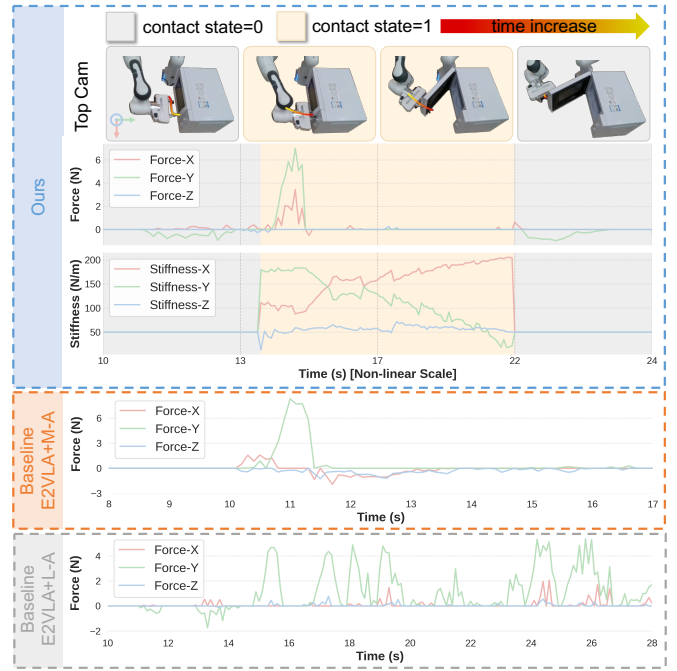 contact state=0
contact state=1
time increase
Ours
Top Cam
Force (N)
6
4
2
0
Force-X
Force-Y
Force-Z
Stiffness (N/m)
200
150
100
50
Stiffness-X
Stiffness-Y
Stiffness-Z
10
13
17
22
24
Time (s) [Non-linear Scale]
Baseline
E2VLA+M-A
Force (N)
6
3
0
−3
Force-X
Force-Y
Force-Z
8
9
10
11
12
13
14
15
16
17
Time (s)
Baseline
E2VLA+L-A
Force (N)
4
2
0
−2
Force-X
Force-Y
Force-Z
10
12
14
16
18
20
22
24
26
28
Time (s)